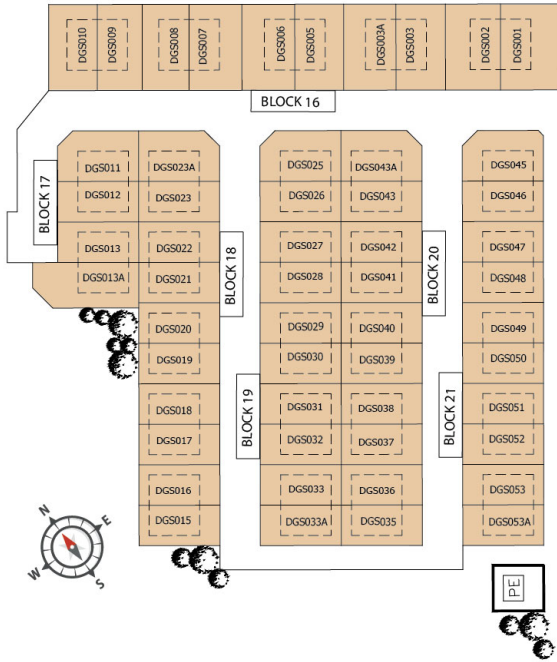 DGS010
DGS009
DGS008
DGS007
DGS006
DGS005
DGS003A
DGS003
DGS002
DGS001
BLOCK 16
BLOCK 17
DGS011
DGS012
DGS013
DGS013A
DGS023A
DGS023
DGS022
DGS021
DGS020
DGS019
DGS018
DGS017
DGS016
DGS015
BLOCK 18
BLOCK 19
DGS025
DGS026
DGS027
DGS028
DGS029
DGS030
DGS031
DGS032
DGS033
DGS033A
DGS043A
DGS043
DGS042
DGS041
DGS040
DGS039
DGS038
DGS037
DGS036
DGS035
BLOCK 20
BLOCK 21
DGS045
DGS046
DGS047
DGS048
DGS049
DGS050
DGS051
DGS052
DGS053
DGS053A
N
E
W
S
PE